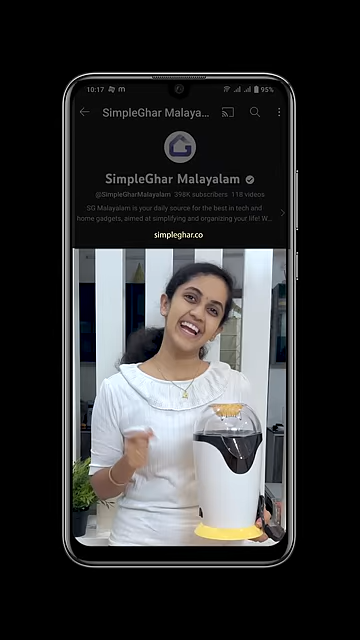 10:17 m 95%
SimpleGhar Malaya...
SimpleGhar Malayalam
@SimpleGharMalayalam 398K subscribers 118 videos
SG Malayalam is your daily source for the best in tech and
home gadgets, aimed at simplifying and organizing your life! W...
simpleghar.co